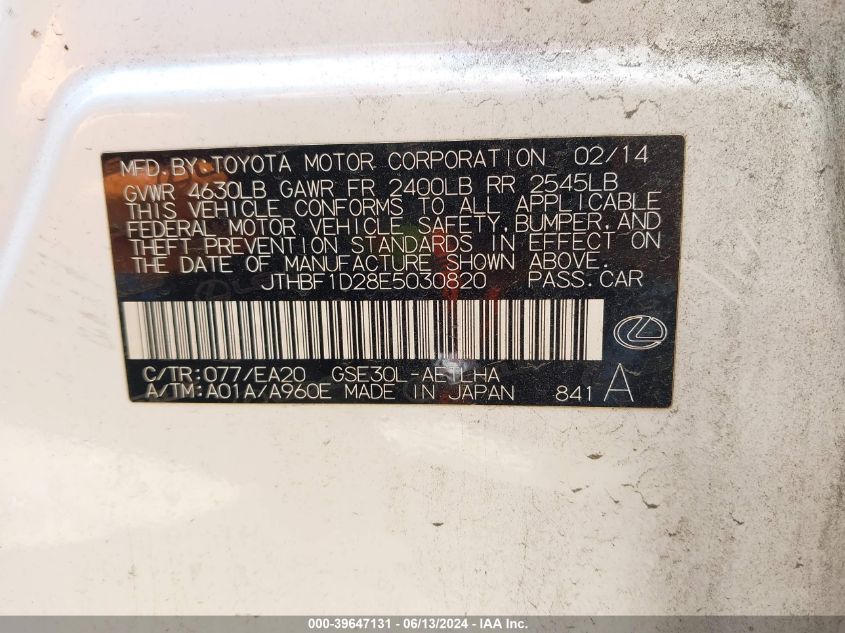 MFD.BY:TOYOTA MOTOR CORPORATION 02/14
GVWR 4630LB GAWR FR 2400LB RR 2545LB
THIS VEHICLE CONFORMS TO ALL APPLICABLE
FEDERAL MOTOR VEHICLE SAFETY,BUMPER,AND
THEFT PREVENTION STANDARDS IN EFFECT ON
THE DATE OF MANUFACTURE SHOWN ABOVE.
JTHBF1D28E5030820 PASS.CAR
C/TR:077/EA20 GSE30L-AETLHA
A/TM:A01A/A960E MADE IN JAPAN 841 A
000-39647131 - 06/13/2024 - IAA Inc.